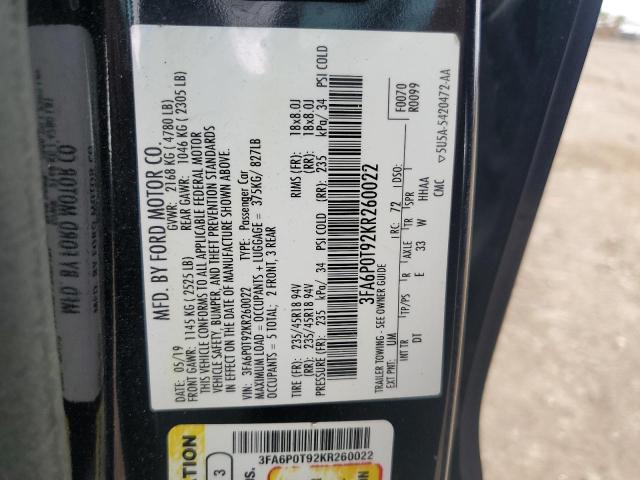 MFD. BY FORD MOTOR CO.
DATE: 05/19 GVWR: 2168 KG ( 4780 LB)
FRONT GAWR: 1145 KG ( 2525 LB) REAR GAWR: 1046 KG ( 2305 LB)
THIS VEHICLE CONFORMS TO ALL APPLICABLE FEDERAL MOTOR
VEHICLE SAFETY, BUMPER, AND THEFT PREVENTION STANDARDS
IN EFFECT ON THE DATE OF MANUFACTURE SHOWN ABOVE.
VIN: 3FA6P0T92KR260022 TYPE: Passenger Car
MAXIMUM LOAD = OCCUPANTS + LUGGAGE = 375KG/ 827LB
OCCUPANTS = 5 TOTAL; 2 FRONT, 3 REAR
TIRE (FR): 235/45R18 94V RIMS (FR): 18x8.0J
(RR): 235/45R18 94V (RR): 18x8.0J
PRESSURE (FR): 235 kPa/ 34 PSI COLD (RR): 235 kPa/ 34 PSI COLD
3FA6P0T92KR260022
TRAILER TOWING - SEE OWNER GUIDE
F0070
R0099
EXT PNT: UM RC: 72 DSO:
INT TR TP/PS R AXLE TR SPR
DT E 33 W HHAA
CMC 5U5A-5420472-AA
3
3FA6P0T92KR260022